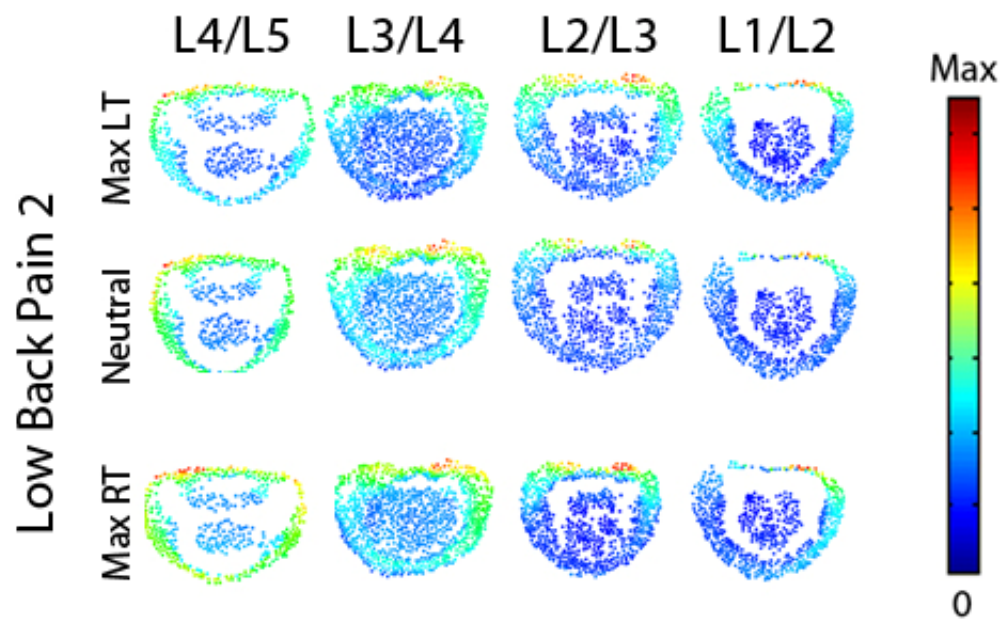 L4/L5 L3/L4 L2/L3 L1/L2
Max
Low Back Pain 2
Max LT
Neutral
Max RT
0